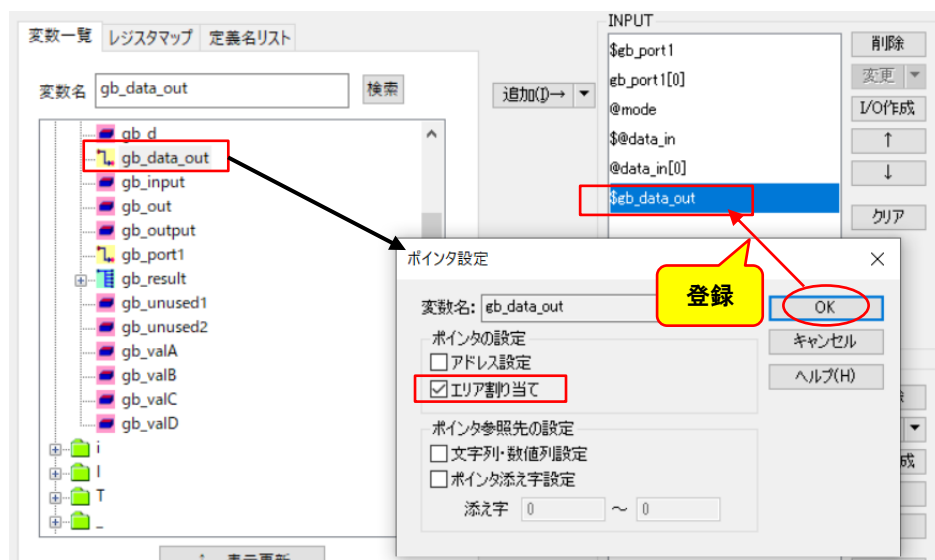 変数一覧 レジスタマップ 定義名リスト
変数名 gb_data_out 検索
gb_d
gb_data_out
gb_input
gb_out
gb_output
gb_port1
gb_result
gb_unused1
gb_unused2
gb_valA
gb_valB
gb_valC
gb_valD
i
l
T
_
追加(I)→
INPUT
$gb_port1
gb_port1[0]
@mode
$@data_in
@data_in[0]
$gb_data_out
削除
変更
I/O作成
↑
↓
クリア
登録
ポインタ設定
変数名: gb_data_out
ポインタの設定
アドレス設定
エリア割り当て
ポインタ参照先の設定
文字列・数値列設定
ポインタ添え字設定
添え字 0 ～ 0
OK
キャンセル
ヘルプ(H)